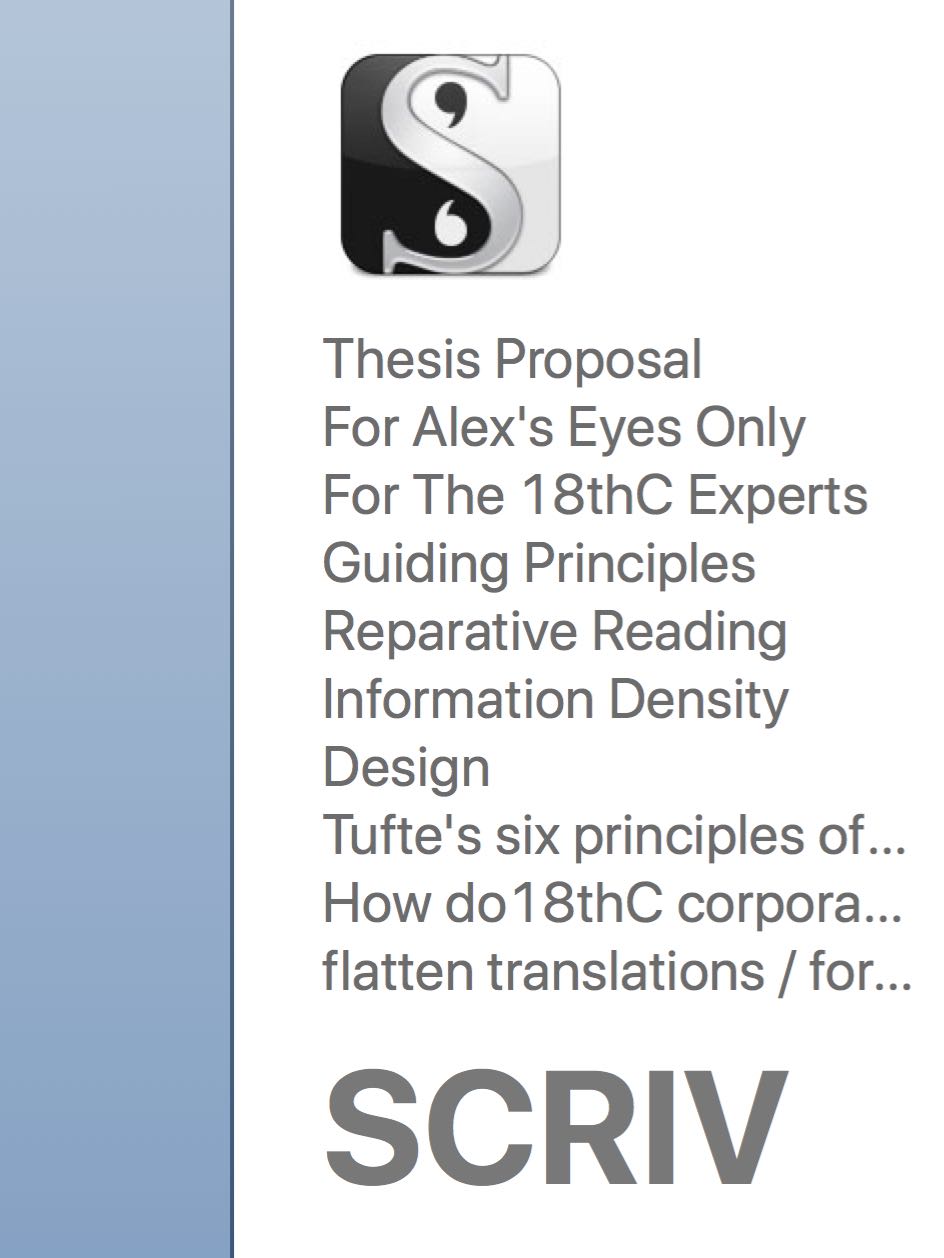 Thesis Proposal
For Alex's Eyes Only
For The 18thC Experts
Guiding Principles
Reparative Reading
Information Density
Design
Tufte's six principles of...
How do18thC corpora...
flatten translations / for...
SCRIV